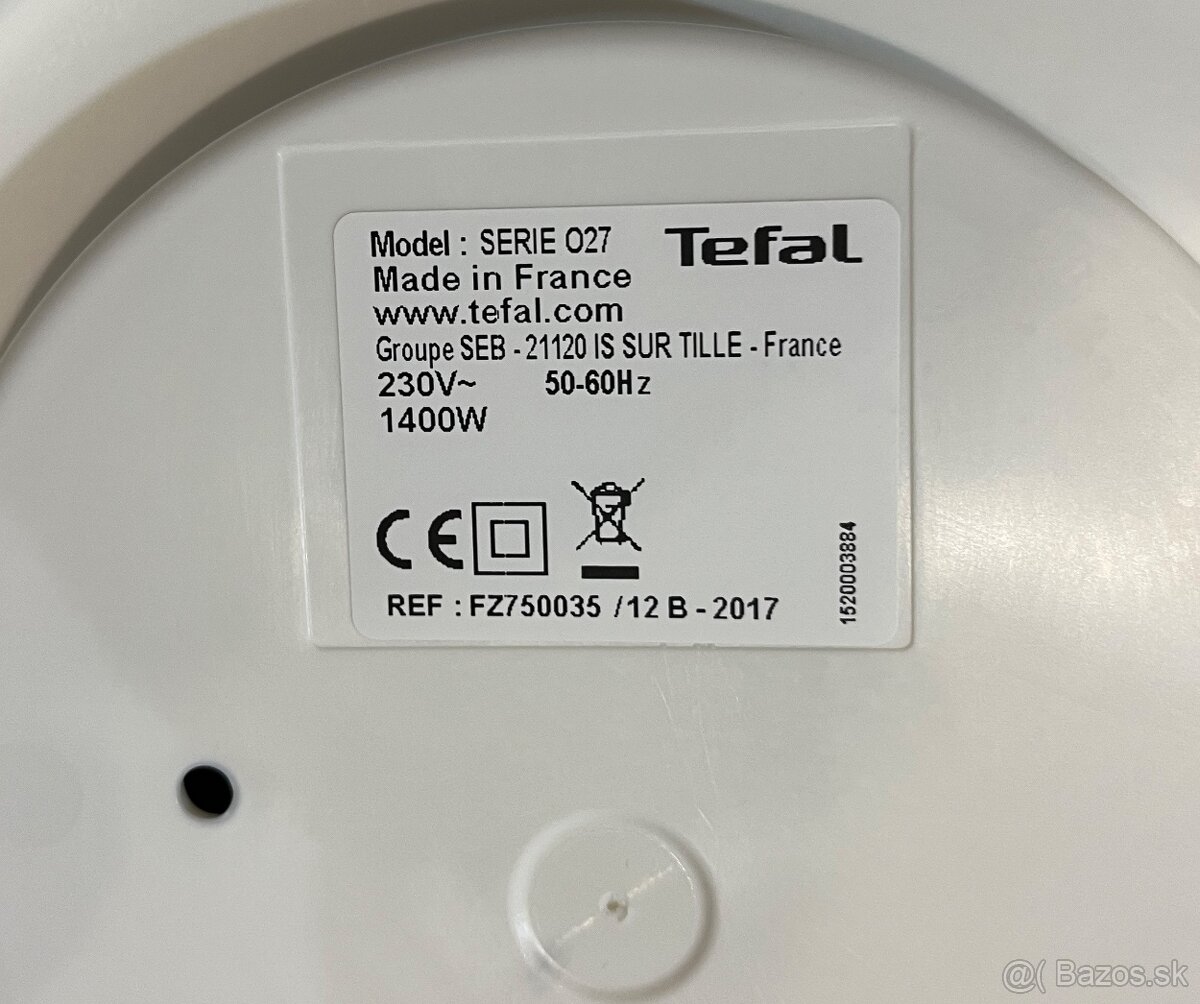 Model : SERIE O27
Tefal
Made in France
www.tefal.com
Groupe SEB - 21120 IS SUR TILLE - France
230V~ 50-60Hz
1400W
CE
REF : FZ750035 /12 B - 2017
1520003884
@( Bazos.sk